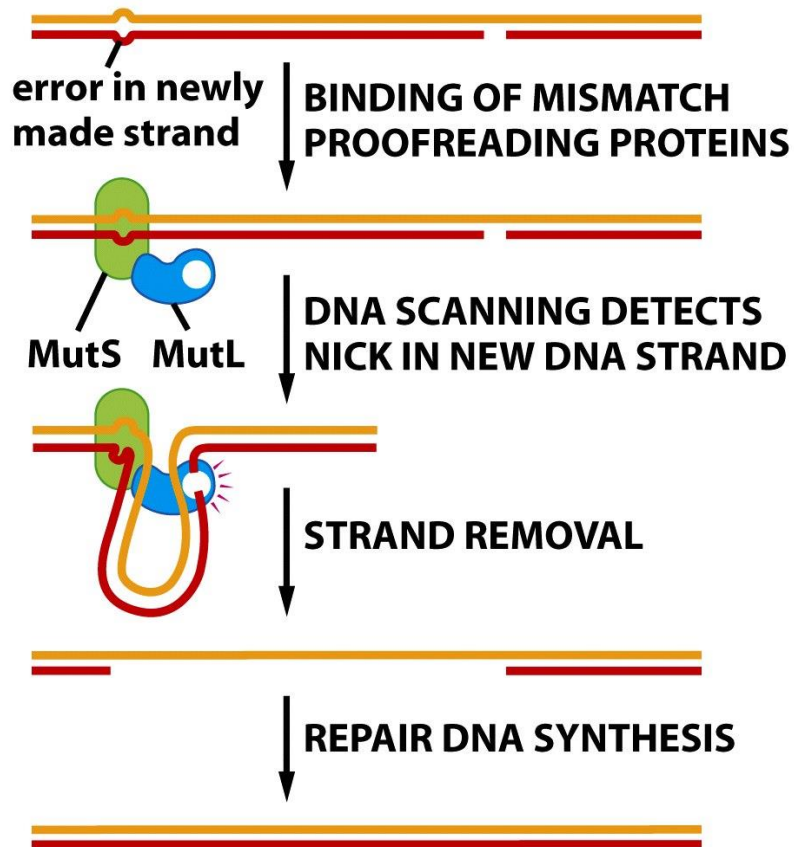 error in newly
made strand
BINDING OF MISMATCH
PROOFREADING PROTEINS
MutS MutL
DNA SCANNING DETECTS
NICK IN NEW DNA STRAND
STRAND REMOVAL
REPAIR DNA SYNTHESIS